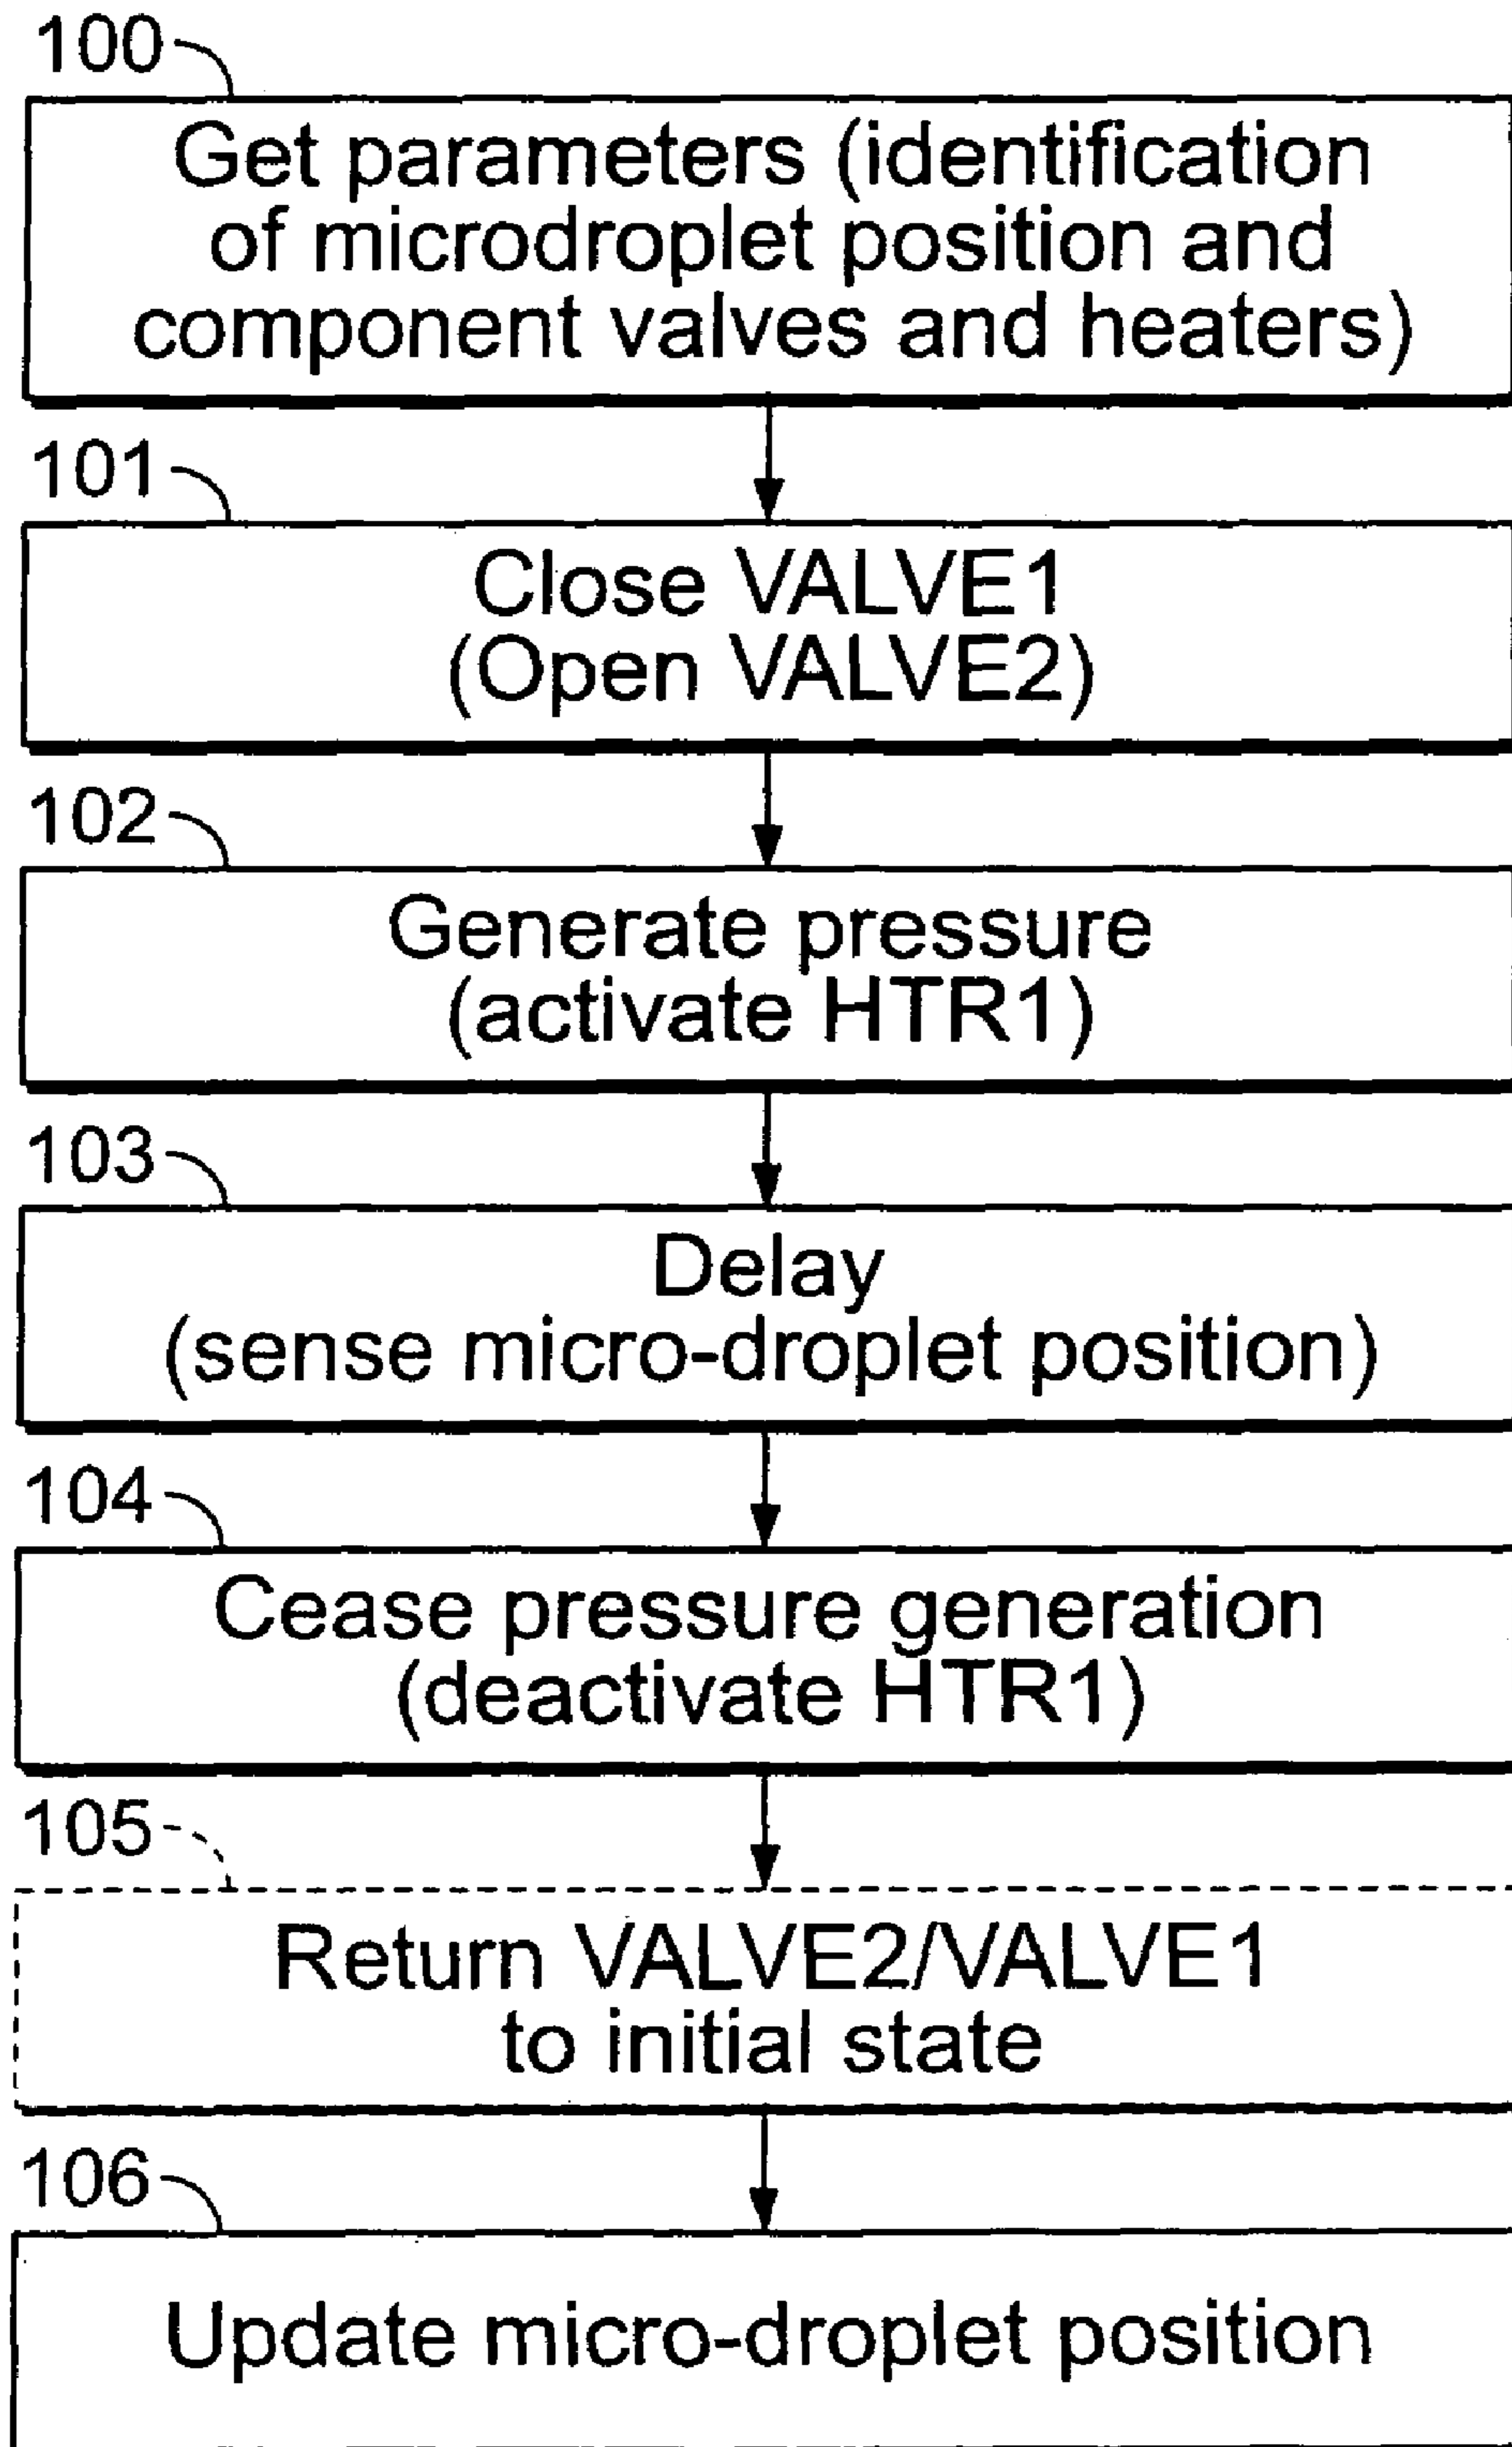 100
Get parameters (identification
of microdroplet position and
component valves and heaters)
101
Close VALVE1
(Open VALVE2)
102
Generate pressure
(activate HTR1)
103
Delay
(sense micro-droplet position)
104
Cease pressure generation
(deactivate HTR1)
105
Return VALVE2/VALVE1
to initial state
106
Update micro-droplet position